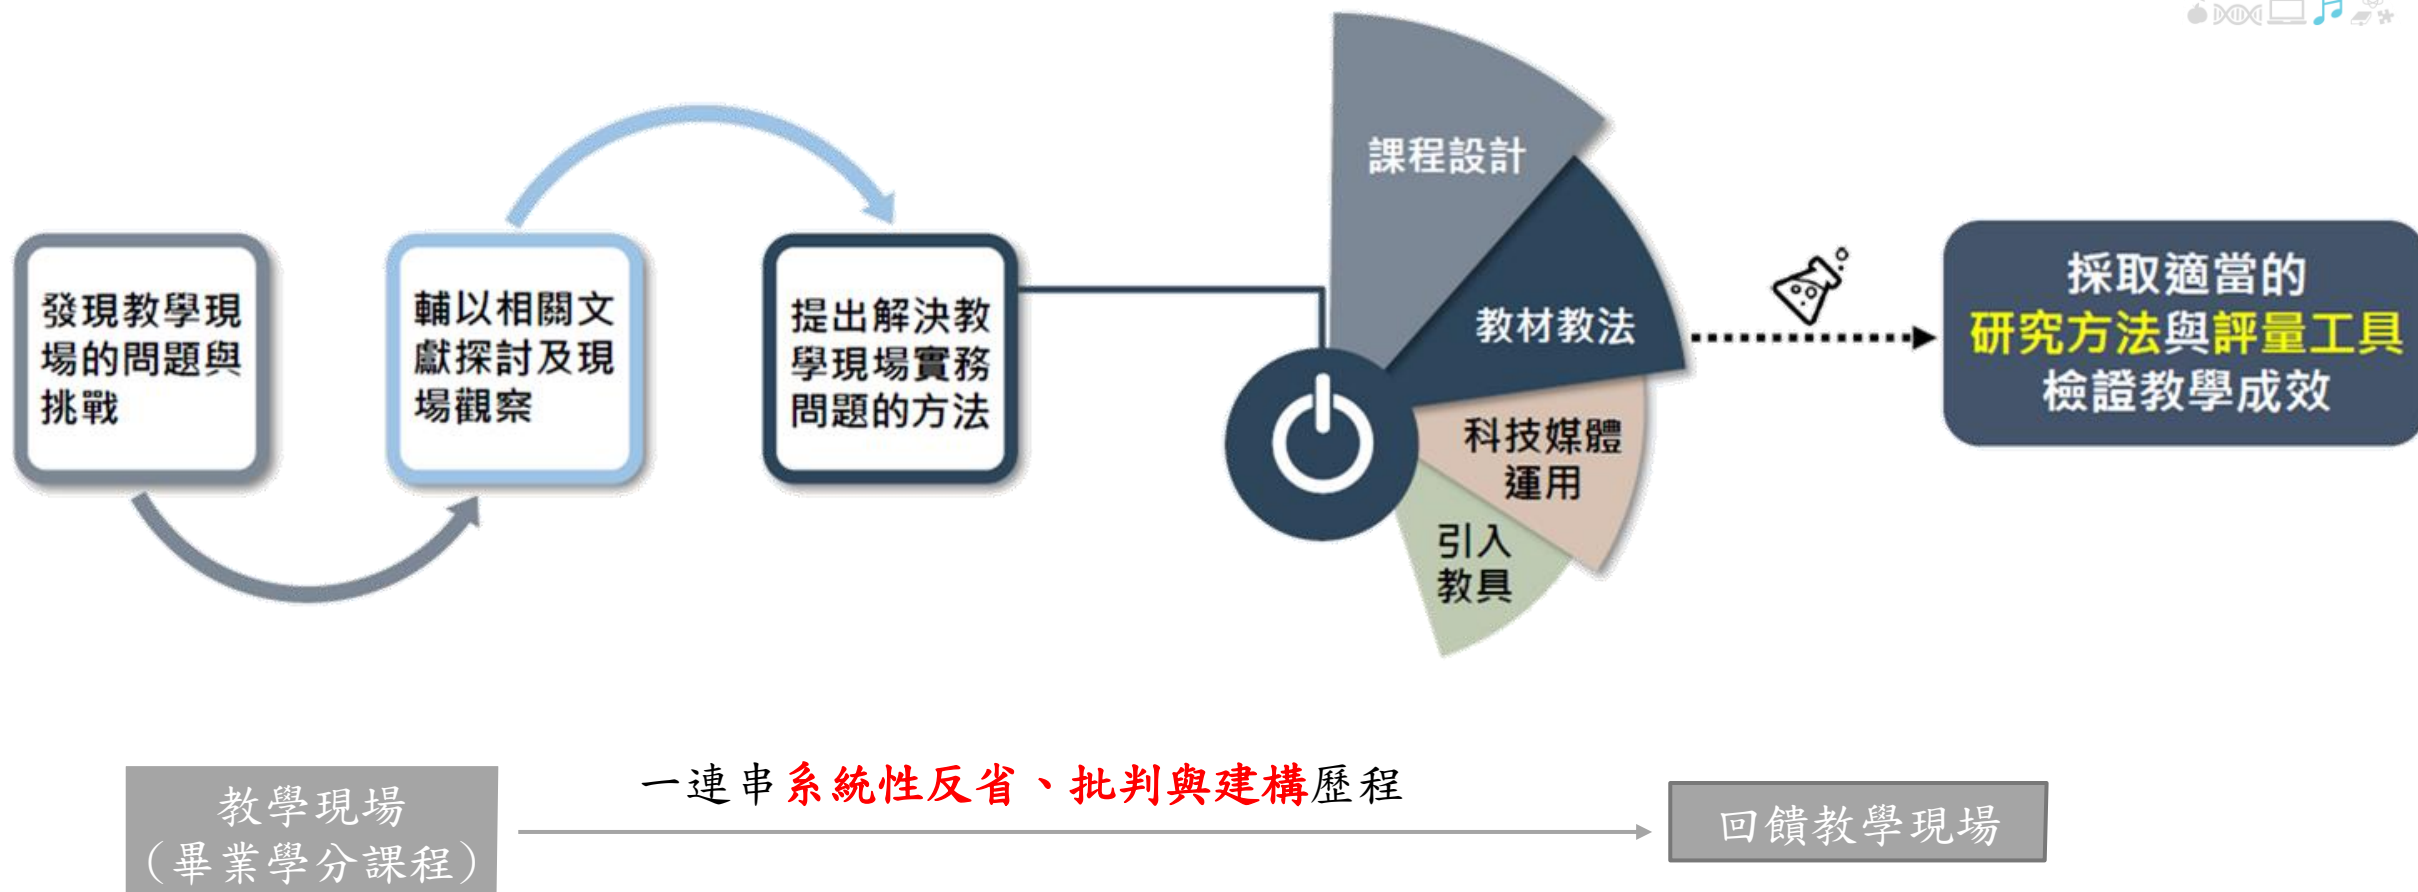 發現教學現
場的問題與
挑戰
輔以相關文
獻探討及現
場觀察
提出解決教
學現場實務
問題的方法
課程設計
教材教法
科技媒體
運用
引入
教具
採取適當的
研究方法與評量工具
檢證教學成效
教學現場
（畢業學分課程）
一連串系統性反省、批判與建構歷程
回饋教學現場